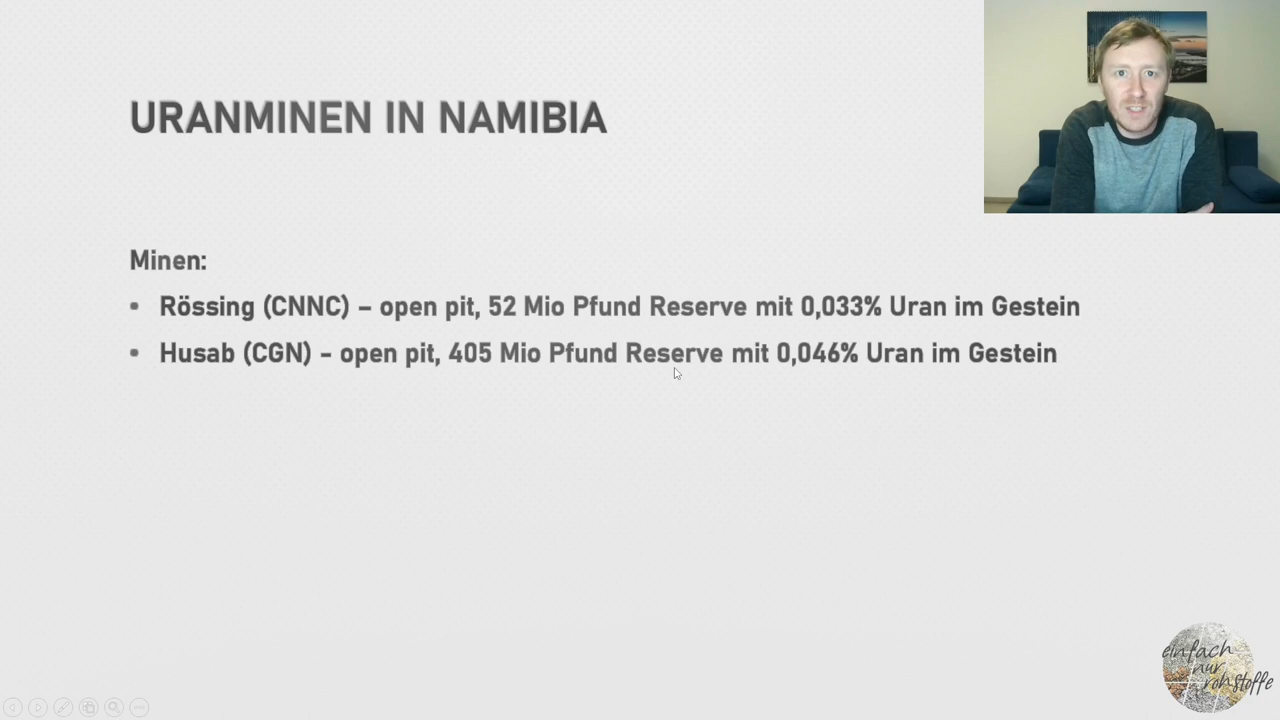 URANMINEN IN NAMIBIA
Minen:
• Rössing (CNNC) – open pit, 52 Mio Pfund Reserve mit 0,033% Uran im Gestein
• Husab (CGN) - open pit, 405 Mio Pfund Reserve mit 0,046% Uran im Gestein
einfach
nur
rohstoffe